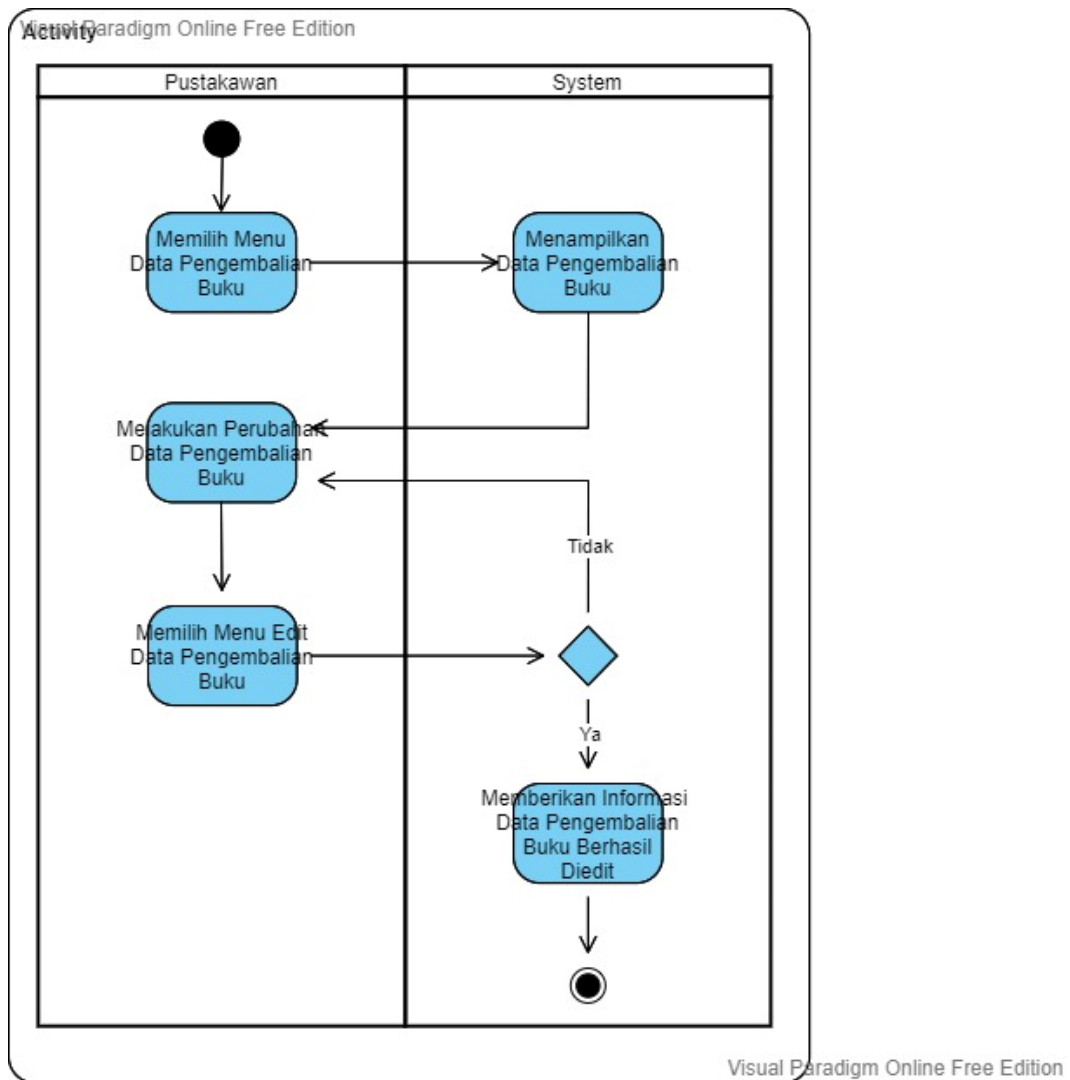 Visual Paradigm Online Free Edition
Activity
Pustakawan
System
Memilih Menu
Data Pengembalian
Buku
Menampilkan
Data Pengembalian
Buku
Melakukan Perubahan
Data Pengembalian
Buku
Tidak
Memilih Menu Edit
Data Pengembalian
Buku
Ya
Memberikan Informasi
Data Pengembalian
Buku Berhasil
Diedit
Visual Paradigm Online Free Edition